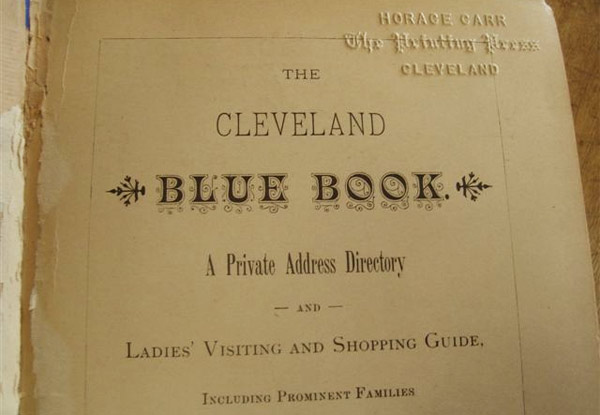 HORACE CARR
The Printing Press
CLEVELAND
THE
CLEVELAND
BLUE BOOK.
A Private Address Directory
— AND —
LADIES' VISITING AND SHOPPING GUIDE,
INCLUDING PROMINENT FAMILIES